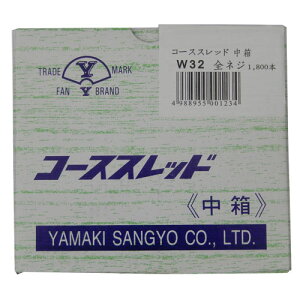 TRADE MARK
Y
FAN BRAND
コーススレッド 中箱
W32 全ネジ 1,800本
4988955001234
コーススレッド
《中箱》
YAMAKI SANGYO CO., LTD.